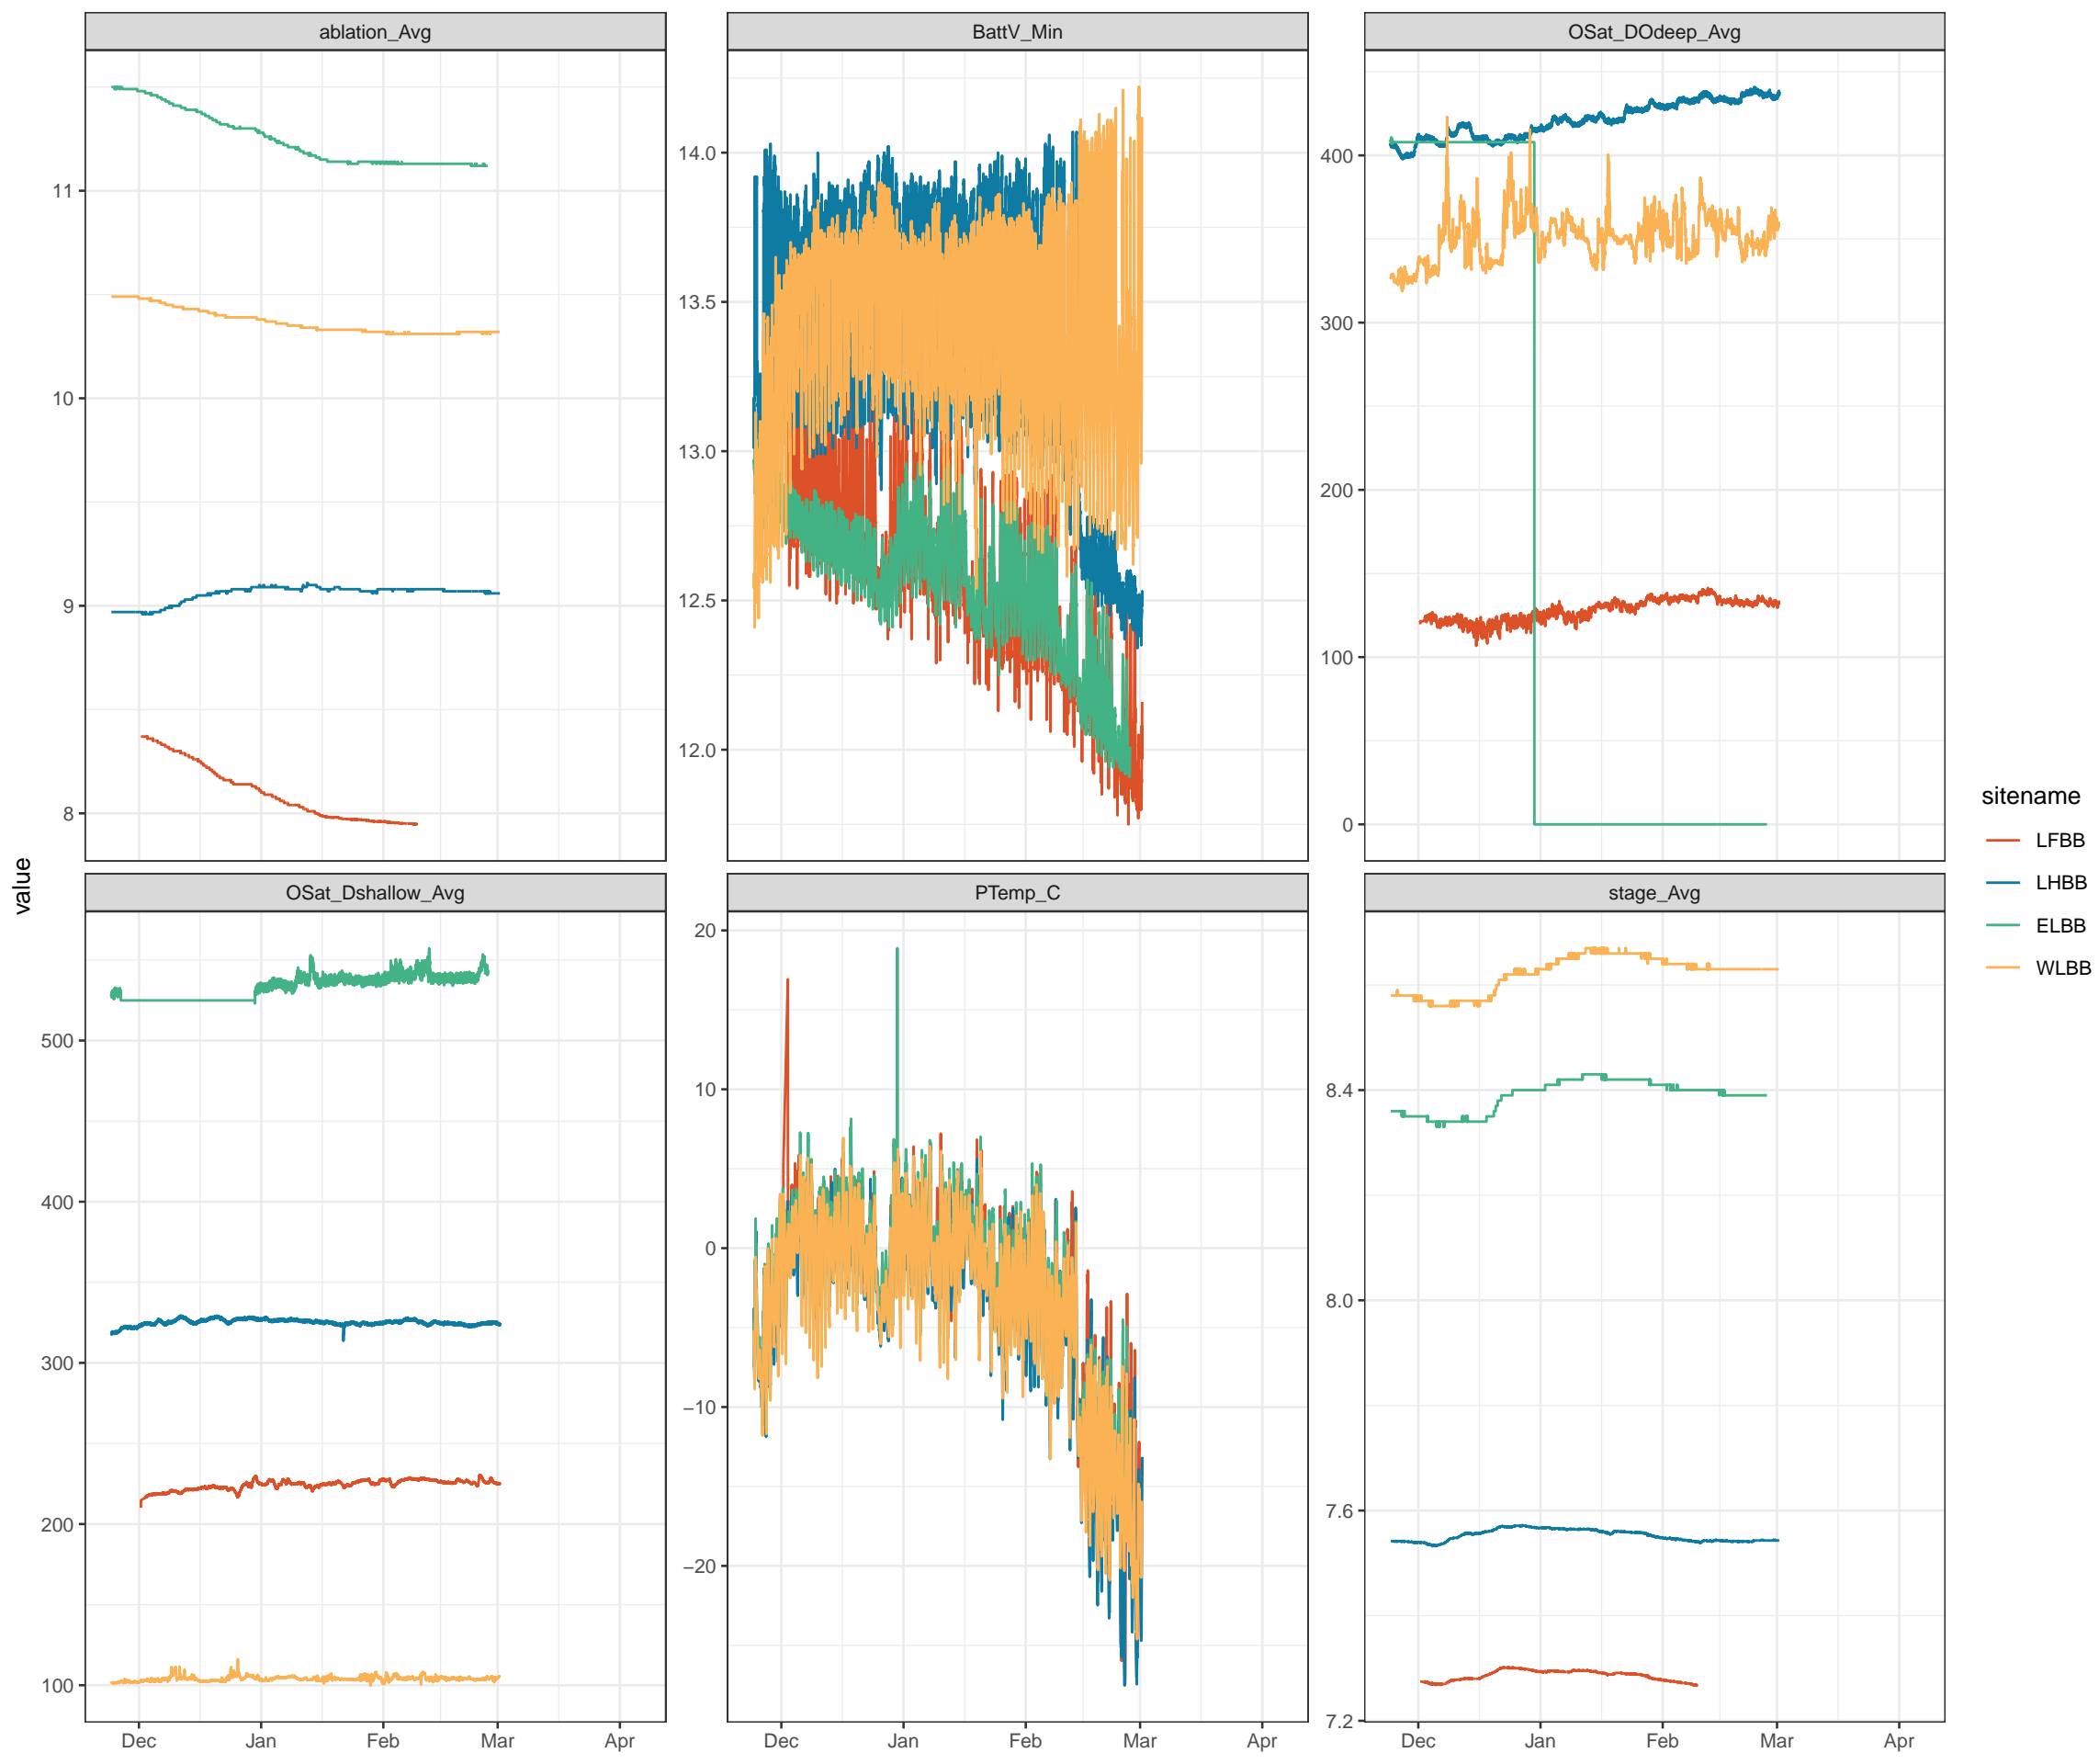 ablation_Avg
BattV_Min
OSat_DOdeep_Avg
11
10
9
8
14.0
13.5
13.0
12.5
12.0
400
300
200
100
0
value
OSat_Dshallow_Avg
PTemp_C
stage_Avg
500
400
300
200
100
20
10
0
−10
−20
8.4
8.0
7.6
7.2
Dec Jan Feb Mar Apr
Dec Jan Feb Mar Apr
Dec Jan Feb Mar Apr
sitename
LFBB
LHBB
ELBB
WLBB